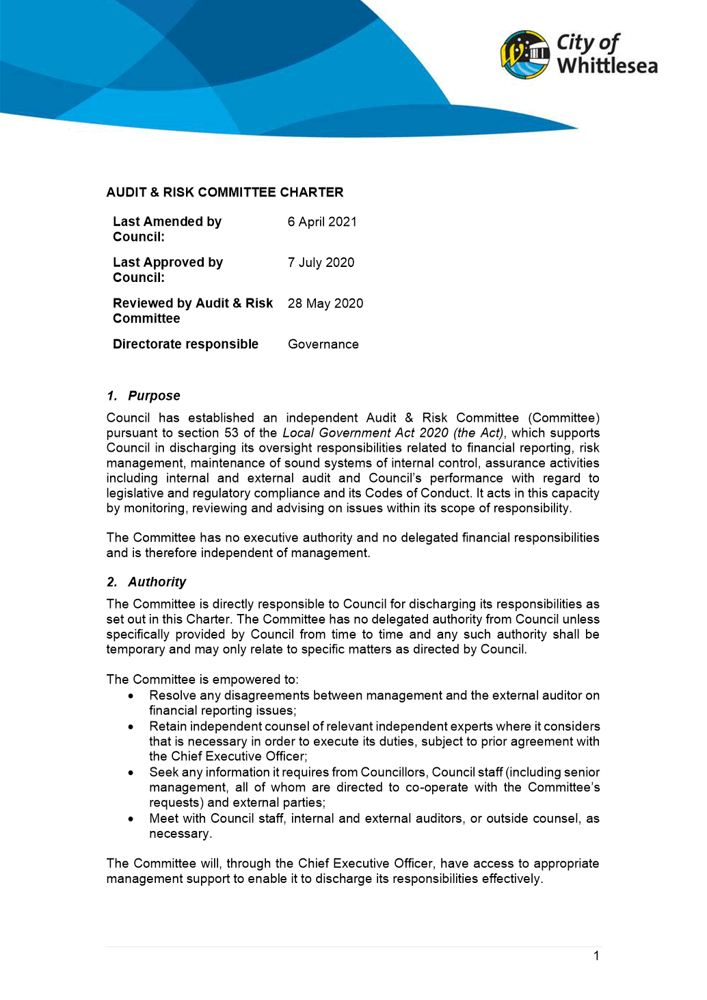 City of
Whittlesea
AUDIT & RISK COMMITTEE CHARTER
Last Amended by 6 April 2021
Council:
Last Approved by 7 July 2020
Council:
Reviewed by Audit & Risk 28 May 2020
Committee
Directorate responsible Governance
1. Purpose
Council has established an independent Audit & Risk Committee (Committee)
pursuant to section 53 of the Local Government Act 2020 (the Act), which supports
Council in discharging its oversight responsibilities related to financial reporting, risk
management, maintenance of sound systems of internal control, assurance activities
including internal and external audit and Council’s performance with regard to
legislative and regulatory compliance and its Codes of Conduct. It acts in this capacity
by monitoring, reviewing and advising on issues within its scope of responsibility.
The Committee has no executive authority and no delegated financial responsibilities
and is therefore independent of management.
2. Authority
The Committee is directly responsible to Council for discharging its responsibilities as
set out in this Charter. The Committee has no delegated authority from Council unless
specifically provided by Council from time to time and any such authority shall be
temporary and may only relate to specific matters as directed by Council.
The Committee is empowered to:
• Resolve any disagreements between management and the external auditor on
financial reporting issues;
• Retain independent counsel of relevant independent experts where it considers
that is necessary in order to execute its duties, subject to prior agreement with
the Chief Executive Officer;
• Seek any information it requires from Councillors, Council staff (including senior
management, all of whom are directed to co-operate with the Committee’s
requests) and external parties;
• Meet with Council staff, internal and external auditors, or outside counsel, as
necessary.
The Committee will, through the Chief Executive Officer, have access to appropriate
management support to enable it to discharge its responsibilities effectively.
1